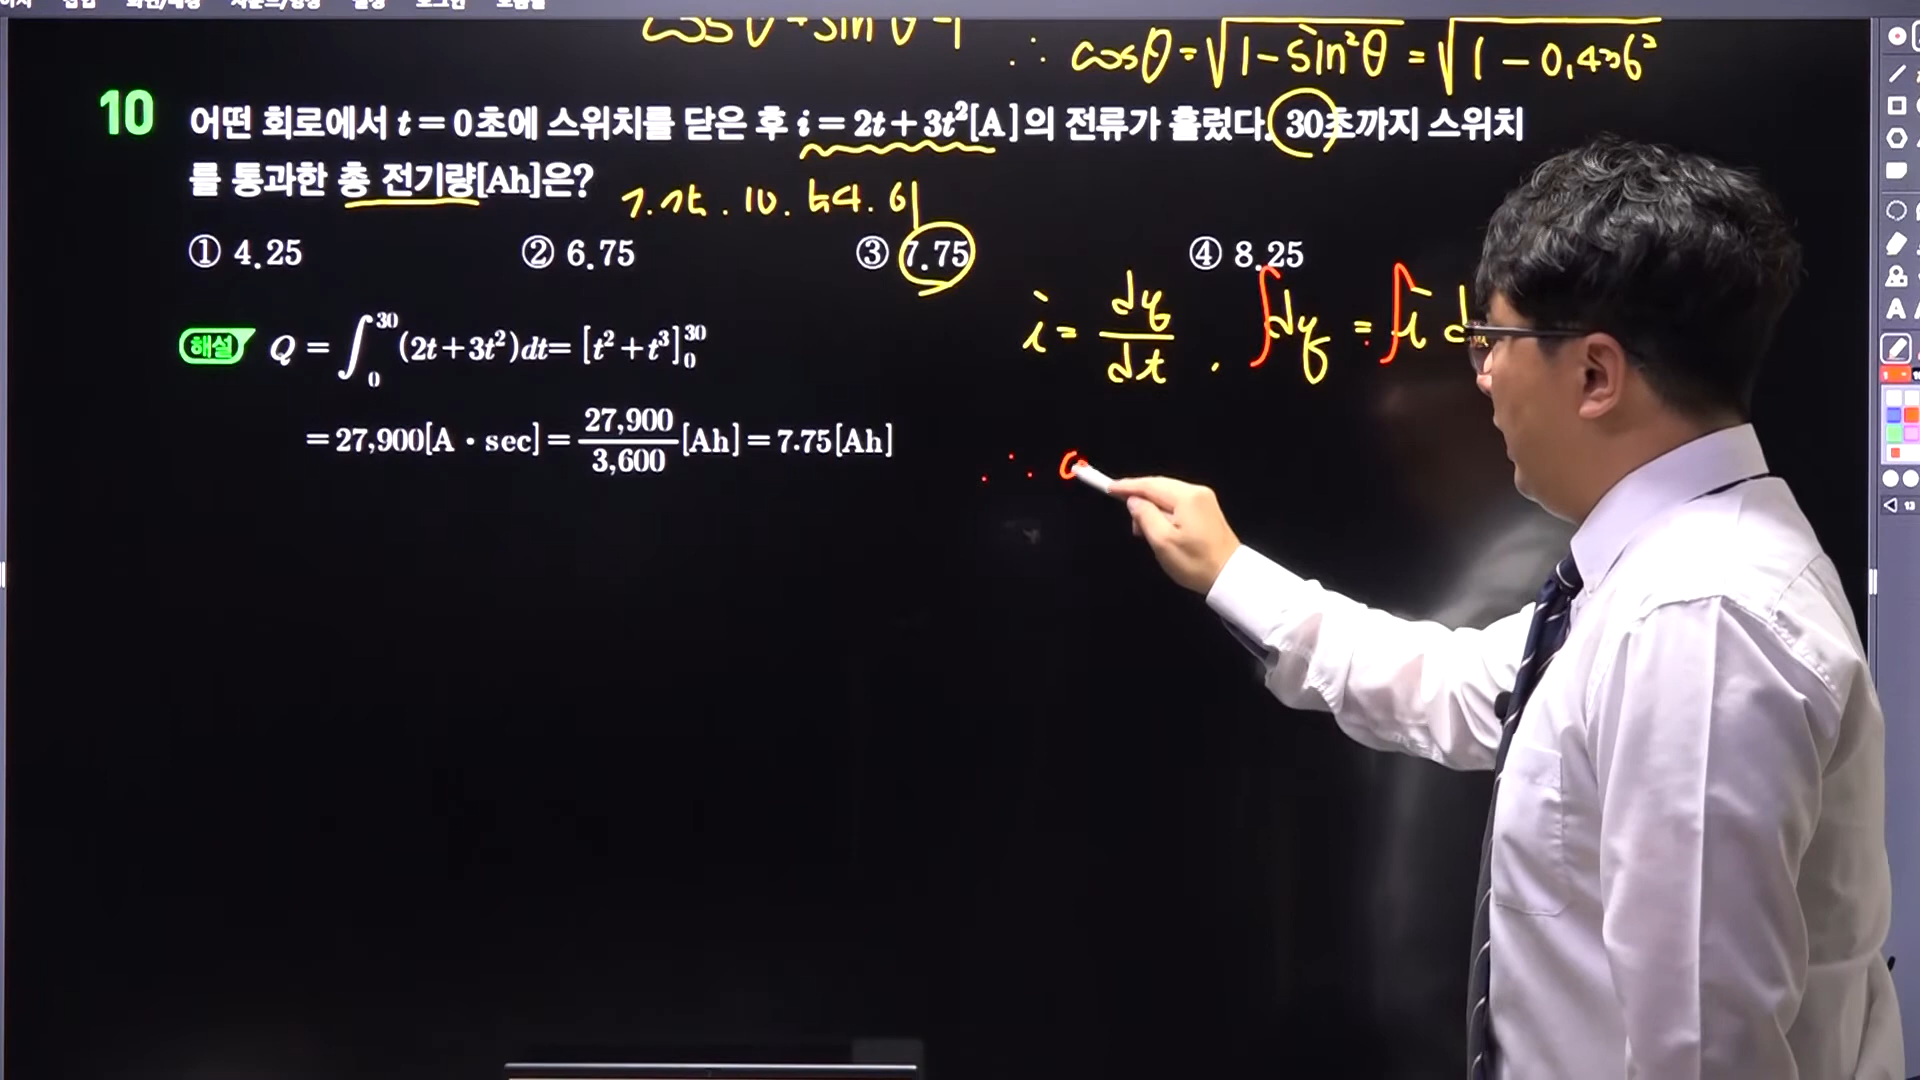 ∴ cosθ = √1-sin²θ = √1-0.436²
10 어떤 회로에서 t = 0초에 스위치를 닫은 후 i = 2t + 3t²[A]의 전류가 흘렀다. 30초까지 스위치
를 통과한 총 전기량[Ah]은?
① 4.25 ② 6.75 ③ 7.75 ④ 8.25
i = dq/dt . ∫dq = ∫i
해설 Q = ∫₀³⁰(2t+3t²)dt = [t²+t³]₀³⁰
= 27,900[A · sec] = 27,900/3,600 [Ah] = 7.75[Ah]
∴